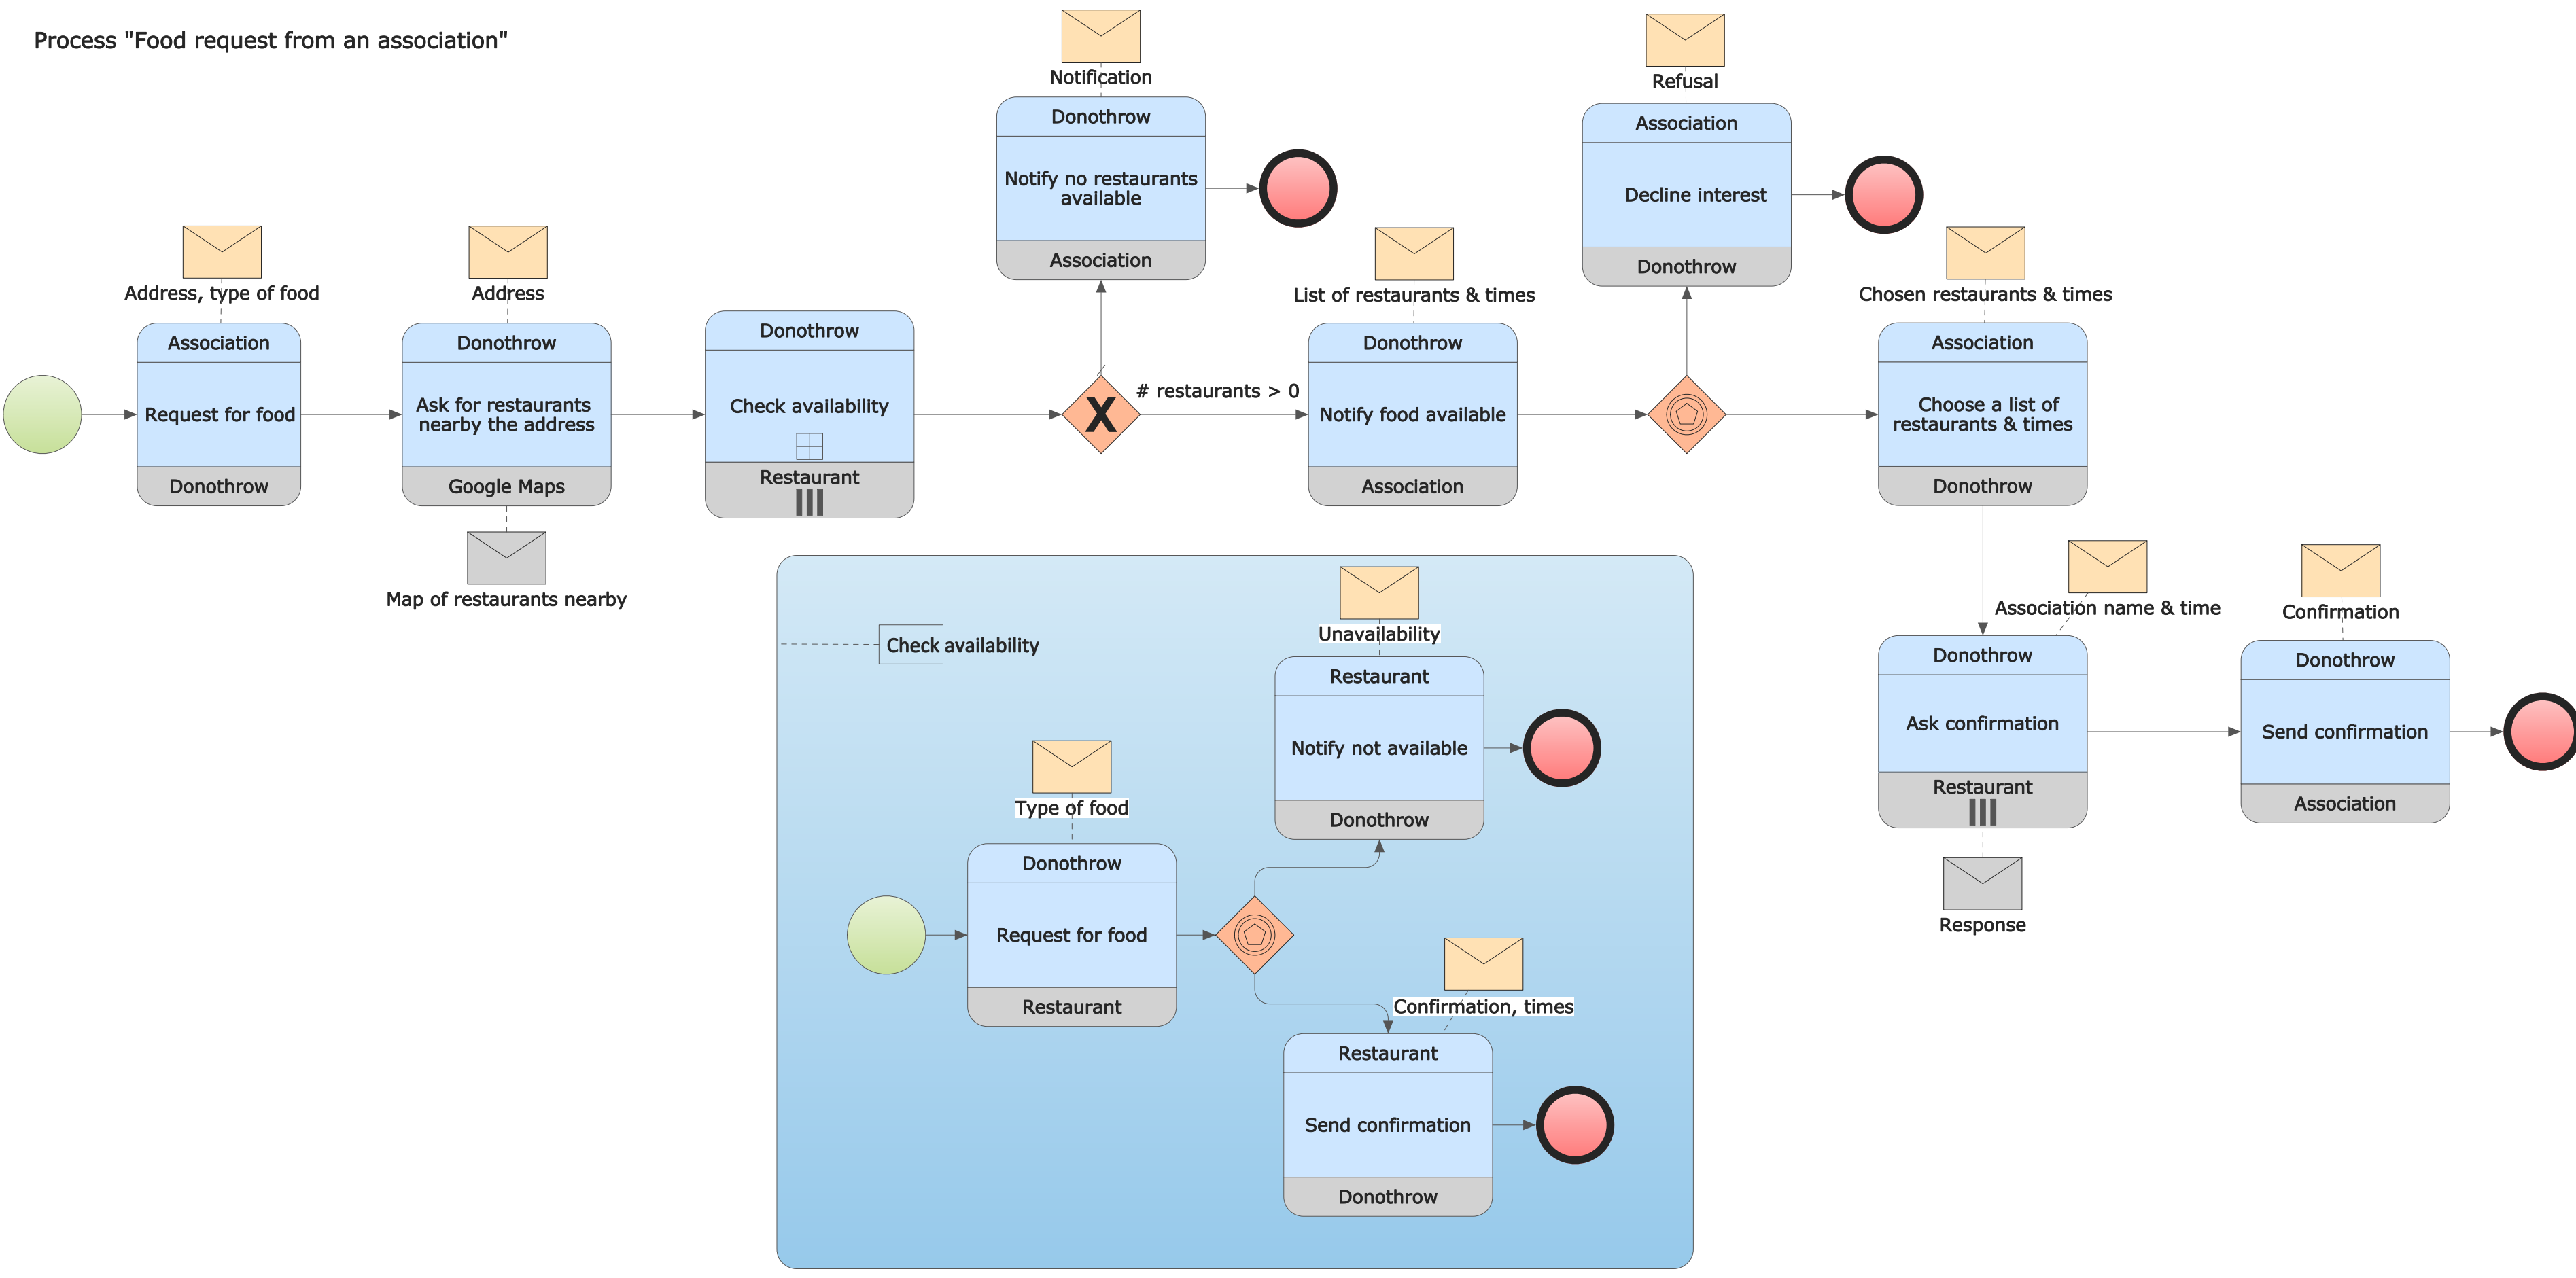 Process "Food request from an association"
Address, type of food
Association
Request for food
Donothrow
Address
Donothrow
Ask for restaurants
nearby the address
Google Maps
Map of restaurants nearby
Donothrow
Check availability
Restaurant
Notification
Donothrow
Notify no restaurants
available
Association
X
# restaurants > 0
List of restaurants & times
Donothrow
Notify food available
Association
Refusal
Association
Decline interest
Donothrow
Chosen restaurants & times
Association
Choose a list of
restaurants & times
Donothrow
Association name & time
Donothrow
Ask confirmation
Restaurant
Response
Confirmation
Donothrow
Send confirmation
Association
Check availability
Type of food
Donothrow
Request for food
Restaurant
Unavailability
Restaurant
Notify not available
Donothrow
Confirmation, times
Restaurant
Send confirmation
Donothrow